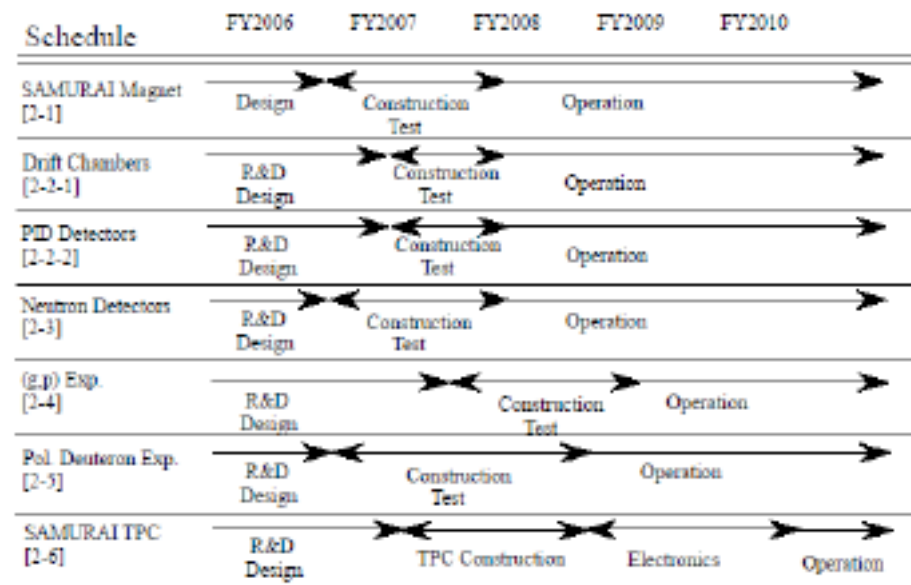 Schedule FY2006 FY2007 FY2008 FY2009 FY2010
SAMURAI Magnet
[2-1]
Design Construction Operation
Test
Drift Chambers
[2-2-1]
R&D Construction
Design Test Operation
PID Detectors
[2-2-2]
R&D Construction
Design Test Operation
Neutron Detectors
[2-3]
R&D Construction Operation
Design Test
(g,p) Exp.
[2-4]
R&D Construction Operation
Design Test
Pol. Deuteron Exp.
[2-5]
R&D Construction Operation
Design Test
SAMURAI TPC
[2-6]
R&D TPC Construction Electronics Operation
Design